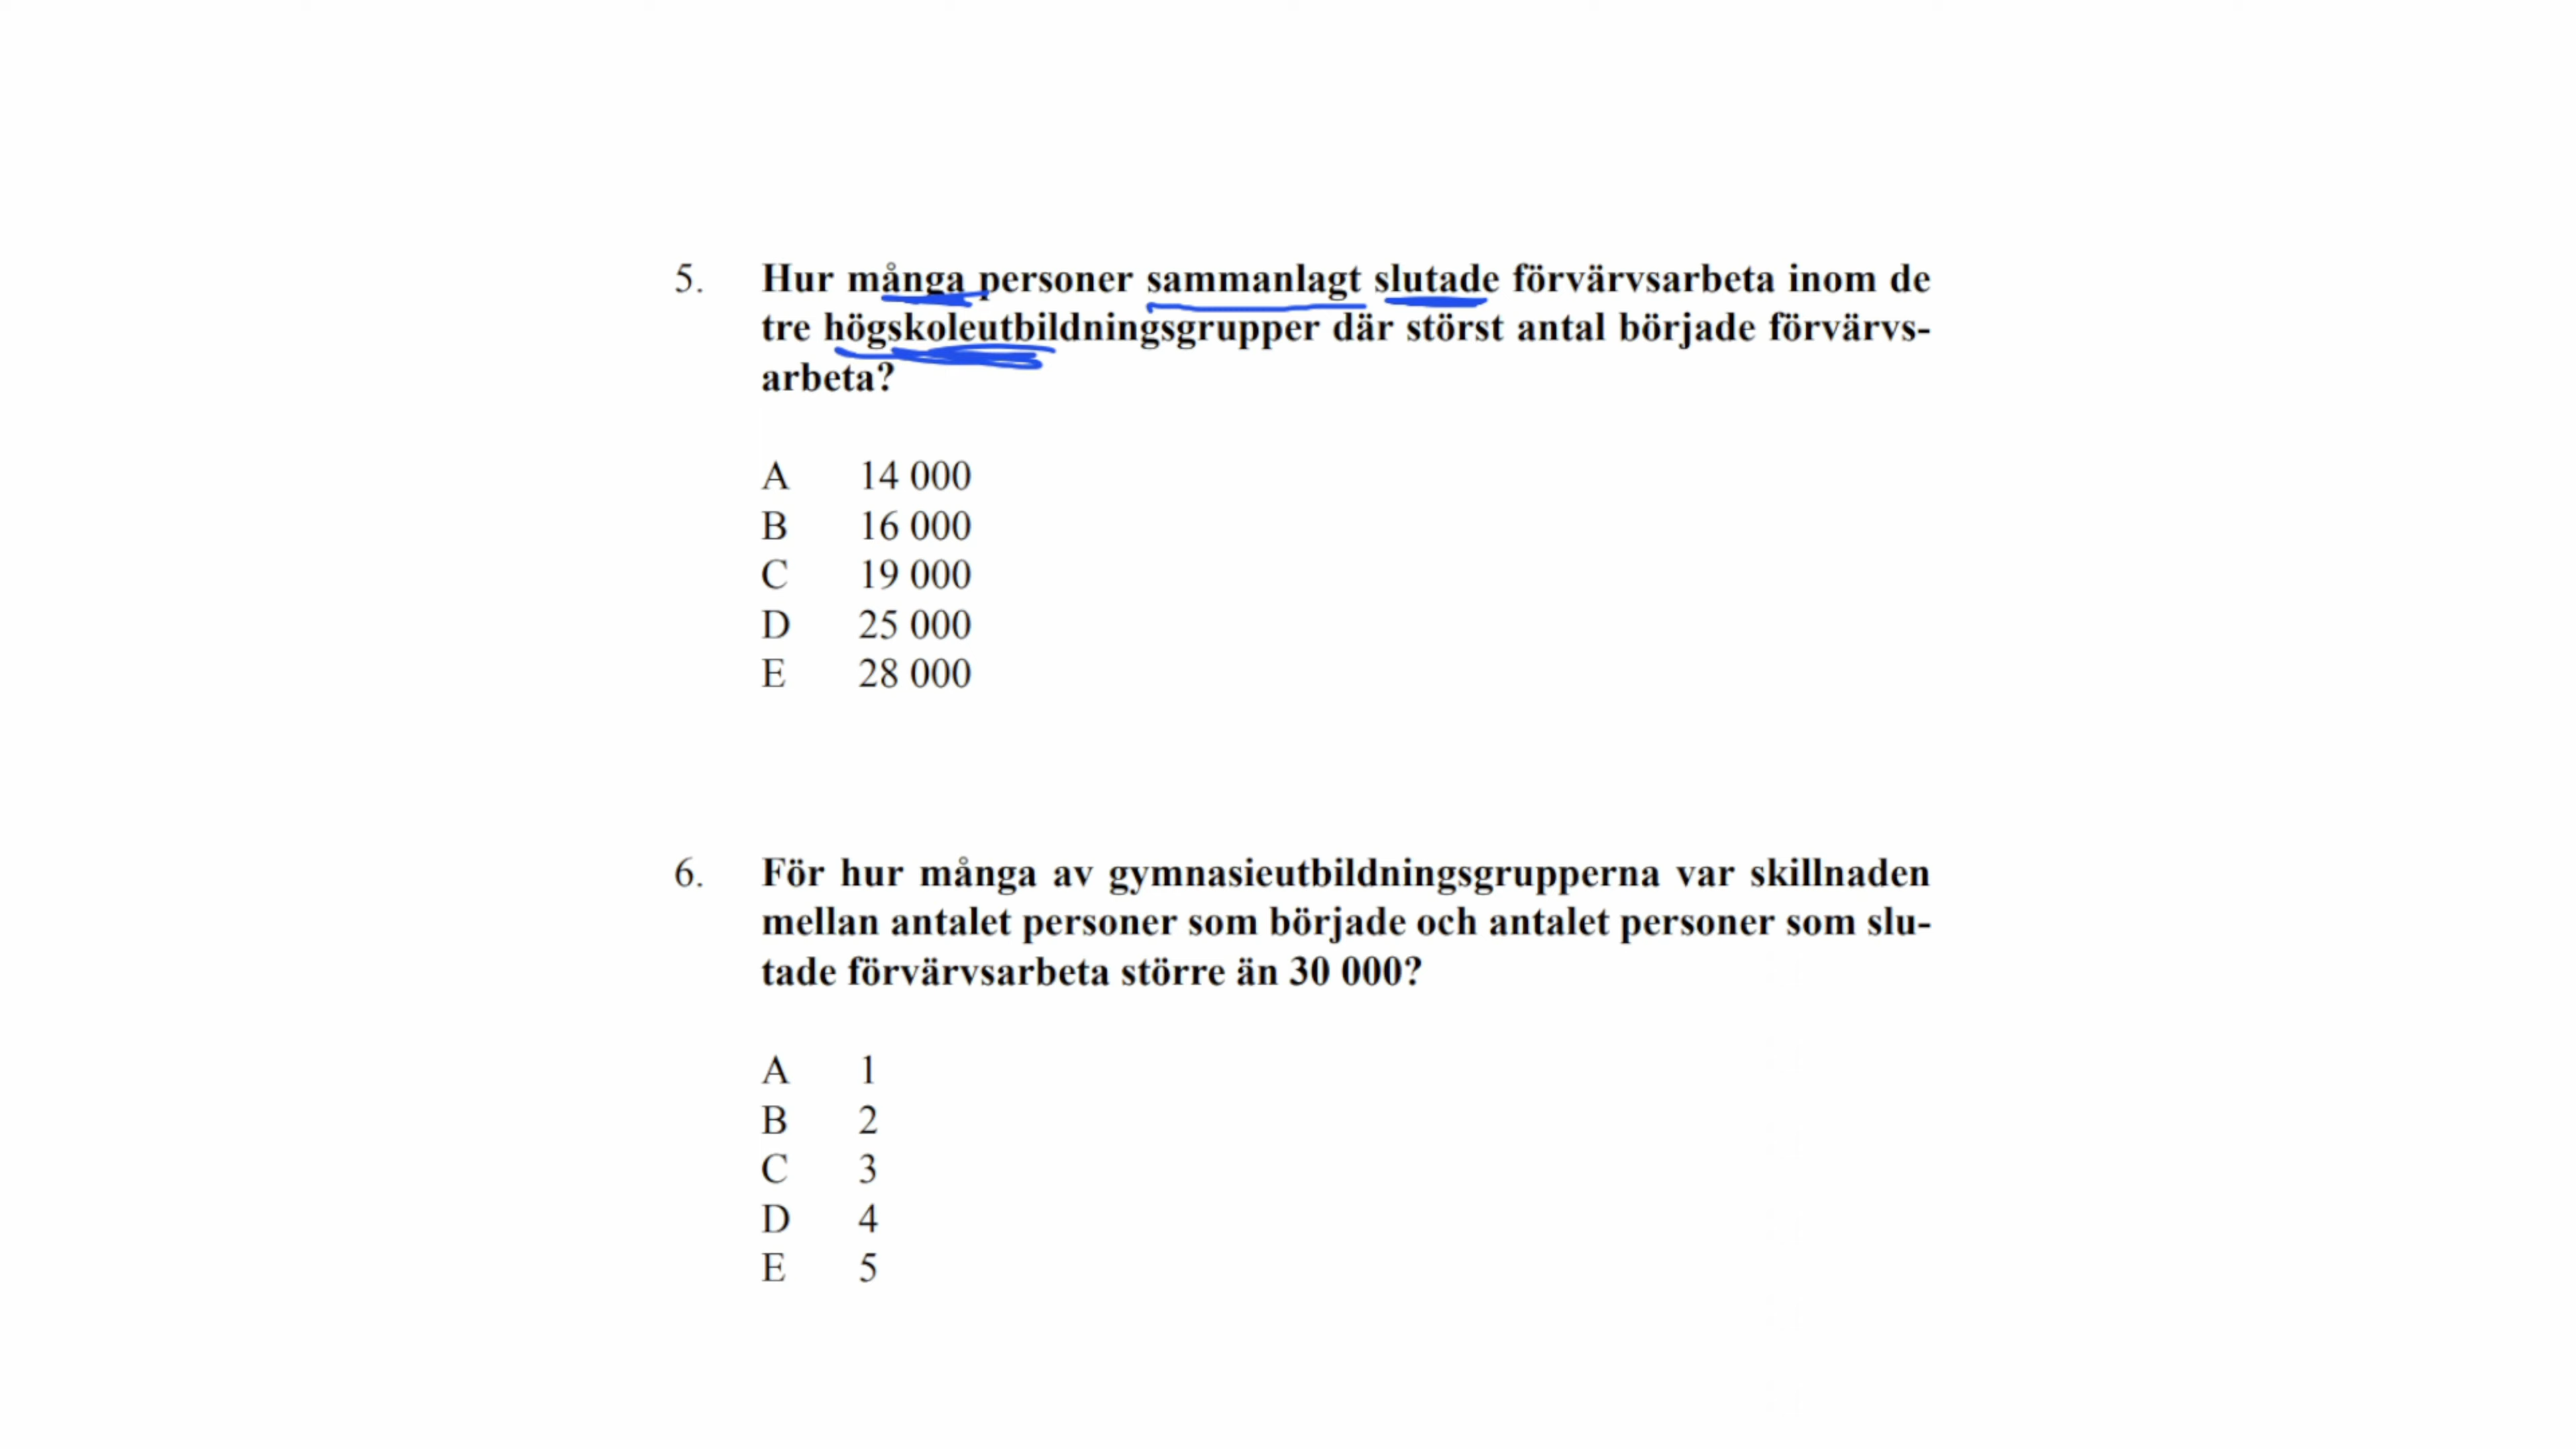 5. Hur många personer sammanlagt slutade förvärvsarbeta inom de
tre högskoleutbildningsgrupper där störst antal började förvärvs-
arbeta?
A 14 000
B 16 000
C 19 000
D 25 000
E 28 000
6. För hur många av gymnasieutbildningsgrupperna var skillnaden
mellan antalet personer som började och antalet personer som slu-
tade förvärvsarbeta större än 30 000?
A 1
B 2
C 3
D 4
E 5